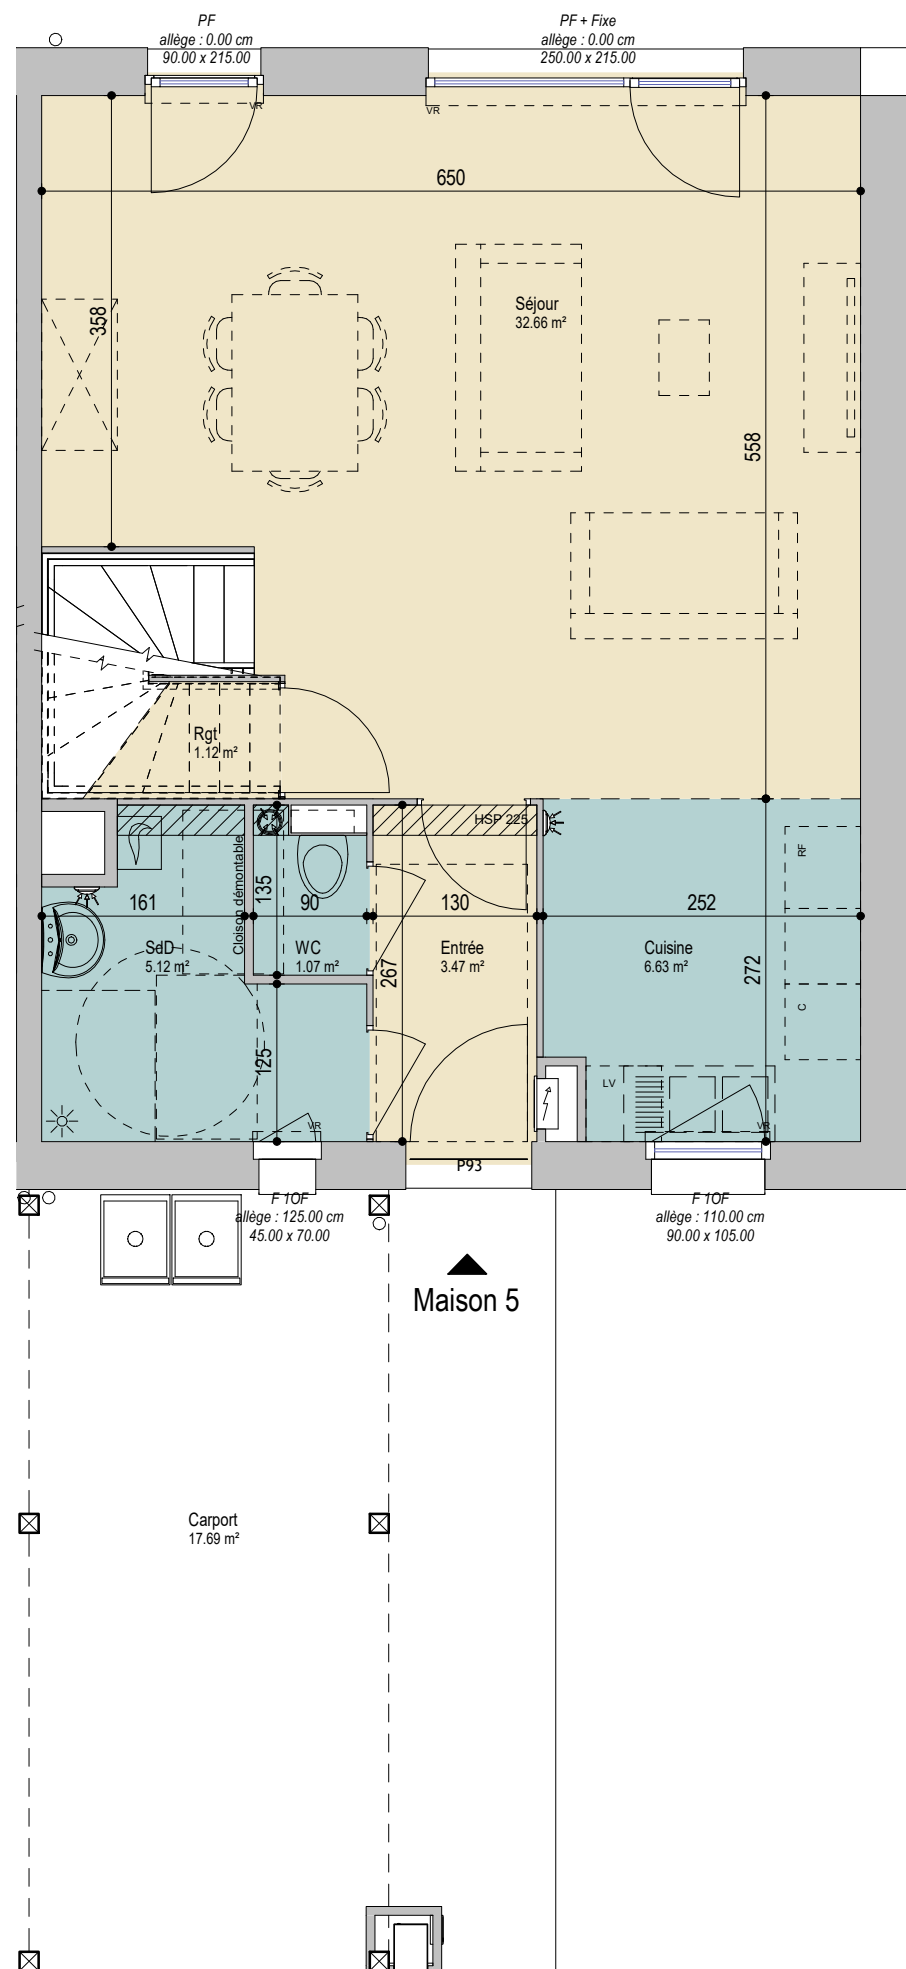 PF
allège : 0.00 cm
90.00 x 215.00
PF + Fixe
allège : 0.00 cm
250.00 x 215.00
VR
VR
650
358
Séjour
32.66 m²
558
Rgt
1.12 m²
HSP 225
RF
Cloison démontable
135
161
90
130
252
SdD
5.12 m²
WC
1.07 m²
267
Entrée
3.47 m²
Cuisine
6.63 m²
272
C
125
LV
VR
VR
P93
F 1OF
allège : 125.00 cm
45.00 x 70.00
F 1OF
allège : 110.00 cm
90.00 x 105.00
Maison 5
Carport
17.69 m²